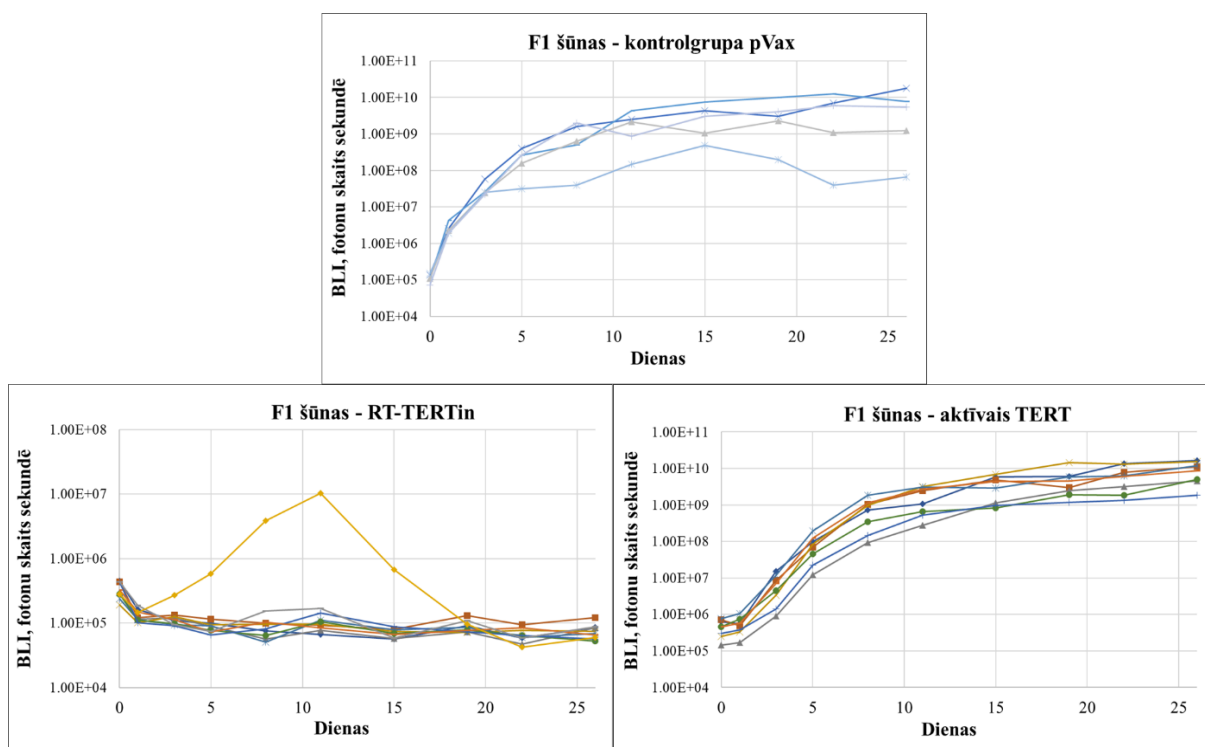 F1 šūnas - kontrolgrupa pVax
BLI, fotonu skaits sekundē
1.00E+11
1.00E+10
1.00E+09
1.00E+08
1.00E+07
1.00E+06
1.00E+05
1.00E+04
0 5 10 15 20 25
Dienas
F1 šūnas - RT-TERTin
BLI, fotonu skaits sekundē
1.00E+08
1.00E+07
1.00E+06
1.00E+05
1.00E+04
0 5 10 15 20 25
Dienas
F1 šūnas - aktīvais TERT
BLI, fotonu skaits sekundē
1.00E+11
1.00E+10
1.00E+09
1.00E+08
1.00E+07
1.00E+06
1.00E+05
1.00E+04
0 5 10 15 20 25
Dienas